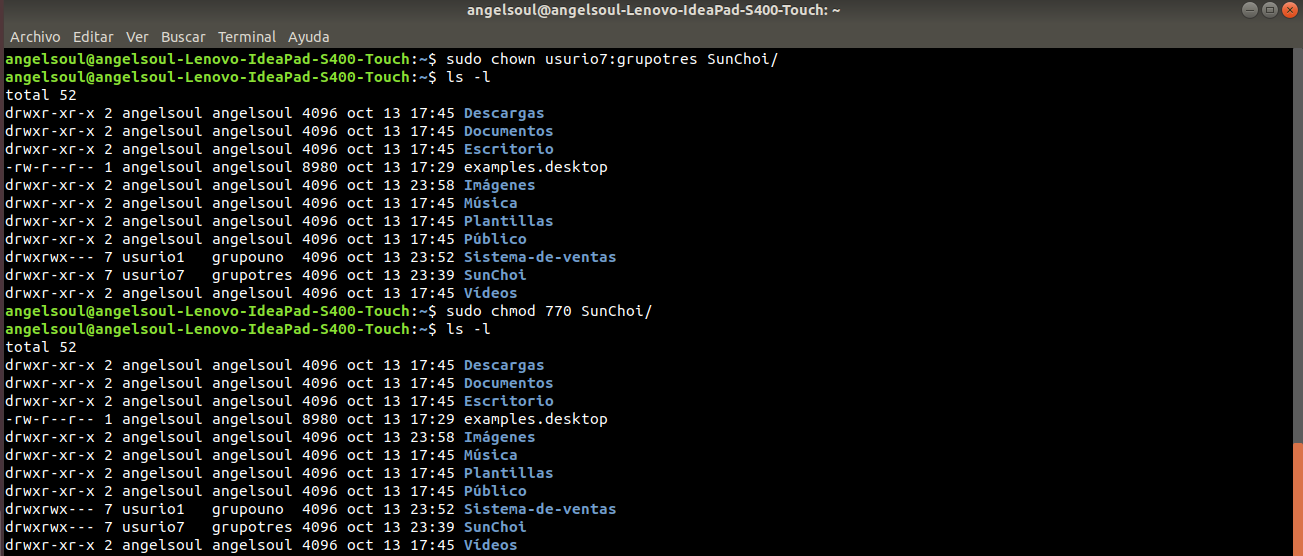 angelsoul@angelsoul-Lenovo-IdeaPad-S400-Touch: ~
Archivo Editar Ver Buscar Terminal Ayuda
angelsoul@angelsoul-Lenovo-IdeaPad-S400-Touch:~$ sudo chown usurio7:grupotres SunChoi/
angelsoul@angelsoul-Lenovo-IdeaPad-S400-Touch:~$ ls -l
total 52
drwxr-xr-x 2 angelsoul angelsoul 4096 oct 13 17:45 Descargas
drwxr-xr-x 2 angelsoul angelsoul 4096 oct 13 17:45 Documentos
drwxr-xr-x 2 angelsoul angelsoul 4096 oct 13 17:45 Escritorio
-rw-r--r-- 1 angelsoul angelsoul 8980 oct 13 17:29 examples.desktop
drwxr-xr-x 2 angelsoul angelsoul 4096 oct 13 23:58 Imágenes
drwxr-xr-x 2 angelsoul angelsoul 4096 oct 13 17:45 Música
drwxr-xr-x 2 angelsoul angelsoul 4096 oct 13 17:45 Plantillas
drwxr-xr-x 2 angelsoul angelsoul 4096 oct 13 17:45 Público
drwxrwx--- 7 usurio1   grupouno  4096 oct 13 23:52 Sistema-de-ventas
drwxr-xr-x 7 usurio7   grupotres 4096 oct 13 23:39 SunChoi
drwxr-xr-x 2 angelsoul angelsoul 4096 oct 13 17:45 Vídeos
angelsoul@angelsoul-Lenovo-IdeaPad-S400-Touch:~$ sudo chmod 770 SunChoi/
angelsoul@angelsoul-Lenovo-IdeaPad-S400-Touch:~$ ls -l
total 52
drwxr-xr-x 2 angelsoul angelsoul 4096 oct 13 17:45 Descargas
drwxr-xr-x 2 angelsoul angelsoul 4096 oct 13 17:45 Documentos
drwxr-xr-x 2 angelsoul angelsoul 4096 oct 13 17:45 Escritorio
-rw-r--r-- 1 angelsoul angelsoul 8980 oct 13 17:29 examples.desktop
drwxr-xr-x 2 angelsoul angelsoul 4096 oct 13 23:58 Imágenes
drwxr-xr-x 2 angelsoul angelsoul 4096 oct 13 17:45 Música
drwxr-xr-x 2 angelsoul angelsoul 4096 oct 13 17:45 Plantillas
drwxr-xr-x 2 angelsoul angelsoul 4096 oct 13 17:45 Público
drwxrwx--- 7 usurio1   grupouno  4096 oct 13 23:52 Sistema-de-ventas
drwxrwx--- 7 usurio7   grupotres 4096 oct 13 23:39 SunChoi
drwxr-xr-x 2 angelsoul angelsoul 4096 oct 13 17:45 Vídeos